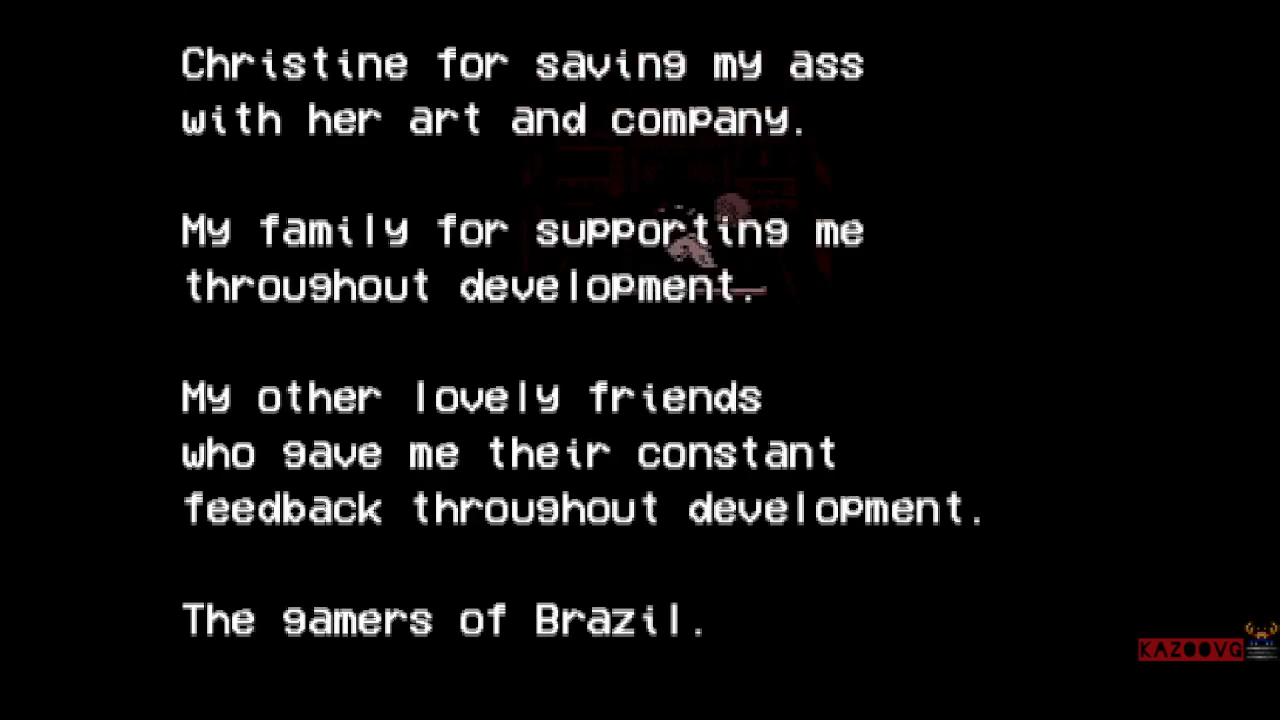 Christine for saving my ass
with her art and company.
My family for supporting me
throughout development.
My other lovely friends
who gave me their constant
feedback throughout development.
The gamers of Brazil.
KAZOOVG